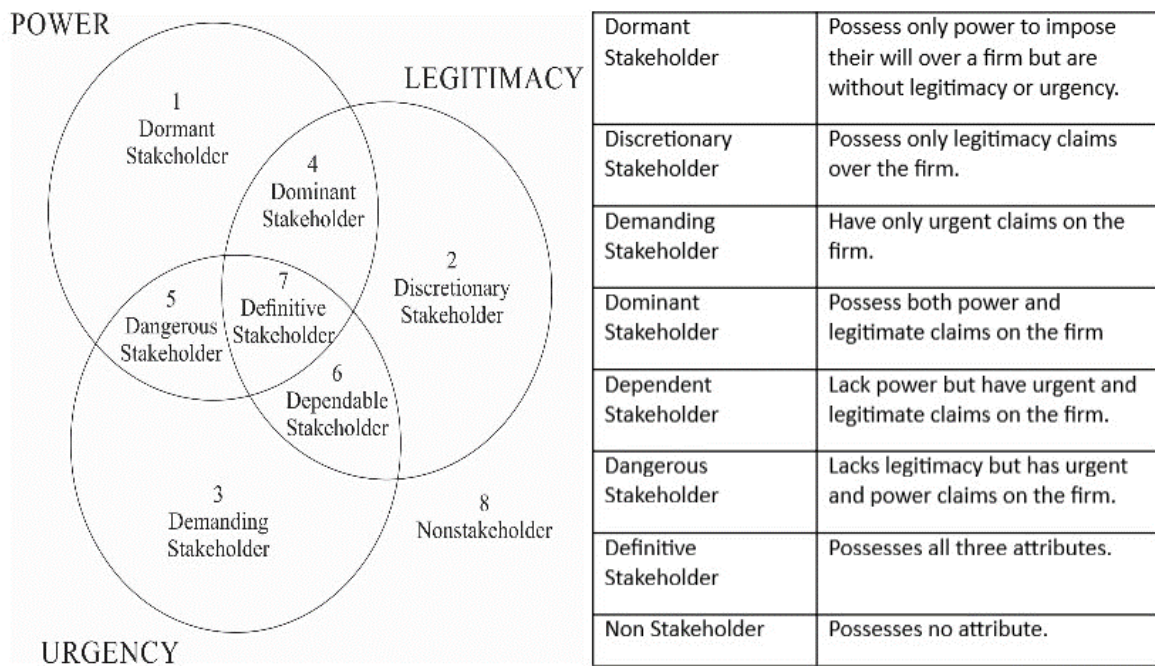 POWER
LEGITIMACY
1
Dormant
Stakeholder
4
Dominant
Stakeholder
2
Discretionary
Stakeholder
7
Definitive
Stakeholder
5
Dangerous
Stakeholder
6
Dependable
Stakeholder
3
Demanding
Stakeholder
8
Nonstakeholder
URGENCY
Dormant
Stakeholder
Possess only power to impose
their will over a firm but are
without legitimacy or urgency.
Discretionary
Stakeholder
Possess only legitimacy claims
over the firm.
Demanding
Stakeholder
Have only urgent claims on the
firm.
Dominant
Stakeholder
Possess both power and
legitimate claims on the firm
Dependent
Stakeholder
Lack power but have urgent and
legitimate claims on the firm.
Dangerous
Stakeholder
Lacks legitimacy but has urgent
and power claims on the firm.
Definitive
Stakeholder
Possesses all three attributes.
Non Stakeholder
Possesses no attribute.